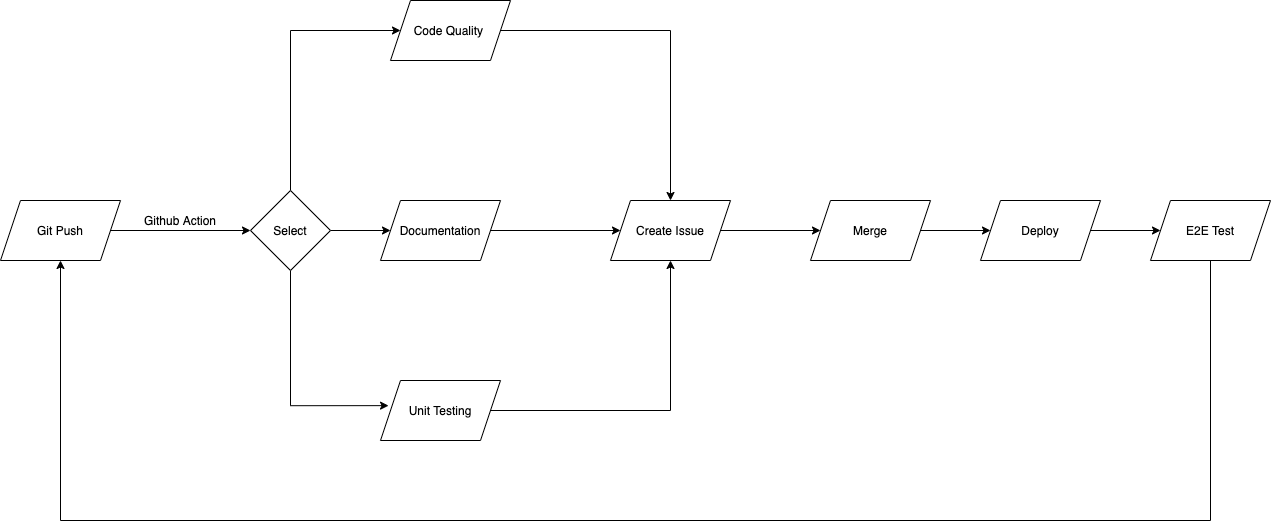 Code Quality
Github Action
Git Push
Select
Documentation
Create Issue
Merge
Deploy
E2E Test
Unit Testing